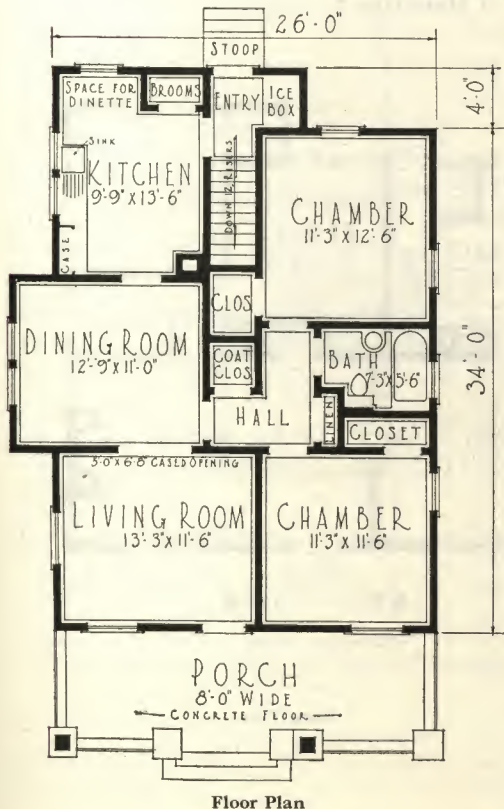 26'-0"
STOOP
SPACE FOR
DINETTE
BROOMS
ENTRY
ICE
BOX
4'-0"
SINK
KITCHEN
9'-9" X 13'-6"
DOWN 12 RISERS
CHAMBER
11'-3" X 12'-6"
CASE
CLOS
34'-0"
DINING ROOM
12'-9" X 11'-0"
COAT
CLOS
BATH
7'-3" X 5'-6"
HALL
LINEN
CLOSET
5'-0" X 6'-8" CASED OPENING
LIVING ROOM
13'-3" X 11'-6"
CHAMBER
11'-3" X 11'-6"
PORCH
8'-0" WIDE
CONCRETE FLOOR
Floor Plan